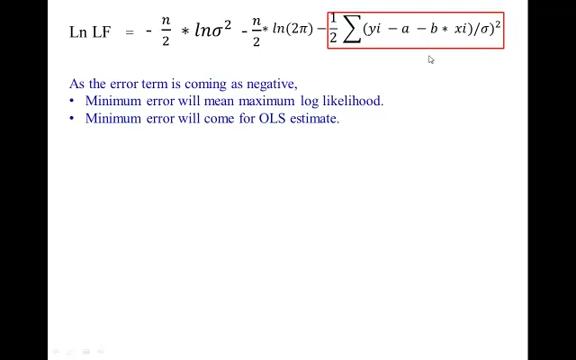 Ln LF = - n/2 * lnσ² - n/2 * ln(2π) − 1/2 ∑(yi − a − b * xi)/σ)²
As the error term is coming as negative,
• Minimum error will mean maximum log likelihood.
• Minimum error will come for OLS estimate.